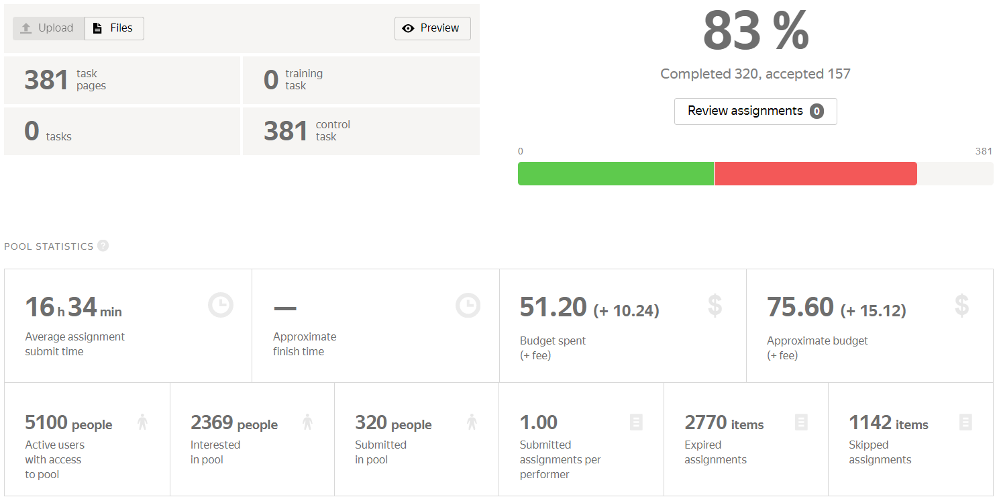 Upload Files Preview
381 task pages
0 training task
0 tasks
381 control task
83 %
Completed 320, accepted 157
Review assignments 0
0 381
POOL STATISTICS ?
16 h 34 min
Average assignment
submit time
—
Approximate
finish time
51.20 (+ 10.24)
Budget spent
(+ fee)
$
75.60 (+ 15.12)
Approximate budget
(+ fee)
$
5100 people
Active users
with access
to pool
2369 people
Interested
in pool
320 people
Submitted
in pool
1.00
Submitted
assignments per
performer
2770 items
Expired
assignments
1142 items
Skipped
assignments